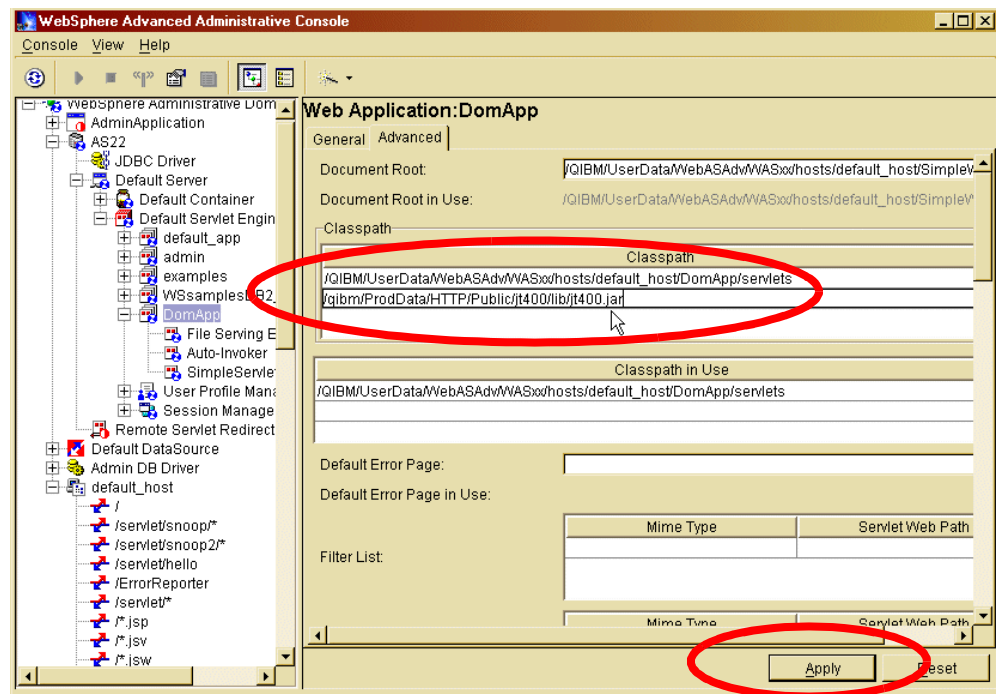 WebSphere Advanced Administrative Console
Console View Help
WebSphere Administrative Dom
AdminApplication
AS22
JDBC Driver
Default Server
Default Container
Default Servlet Engin
default_app
admin
examples
WSsamplesDB2_
DomApp
File Serving E
Auto-Invoker
SimpleServle
User Profile Mana
Session Manage
Remote Servlet Redirect
Default DataSource
Admin DB Driver
default_host
/
/servlet/snoop/*
/servlet/snoop2/*
/servlet/hello
/ErrorReporter
/servlet/*
/*.jsp
/*.jsv
/*.jsw
Web Application:DomApp
General Advanced
Document Root: /QIBM/UserData/WebASAdv/WASxx/hosts/default_host/SimpleW
Document Root in Use: /QIBM/UserData/WebASAdv/WASxx/hosts/default_host/SimpleW
Classpath
Classpath
/QIBM/UserData/WebASAdv/WASxx/hosts/default_host/DomApp/servlets
/qibm/ProdData/HTTP/Public/jt400/lib/jt400.jar
Classpath in Use
/QIBM/UserData/WebASAdv/WASxx/hosts/default_host/DomApp/servlets
Default Error Page:
Default Error Page in Use:
Filter List:
Mime Type Servlet Web Path
Mime Type Servlet Web Path
Apply Reset